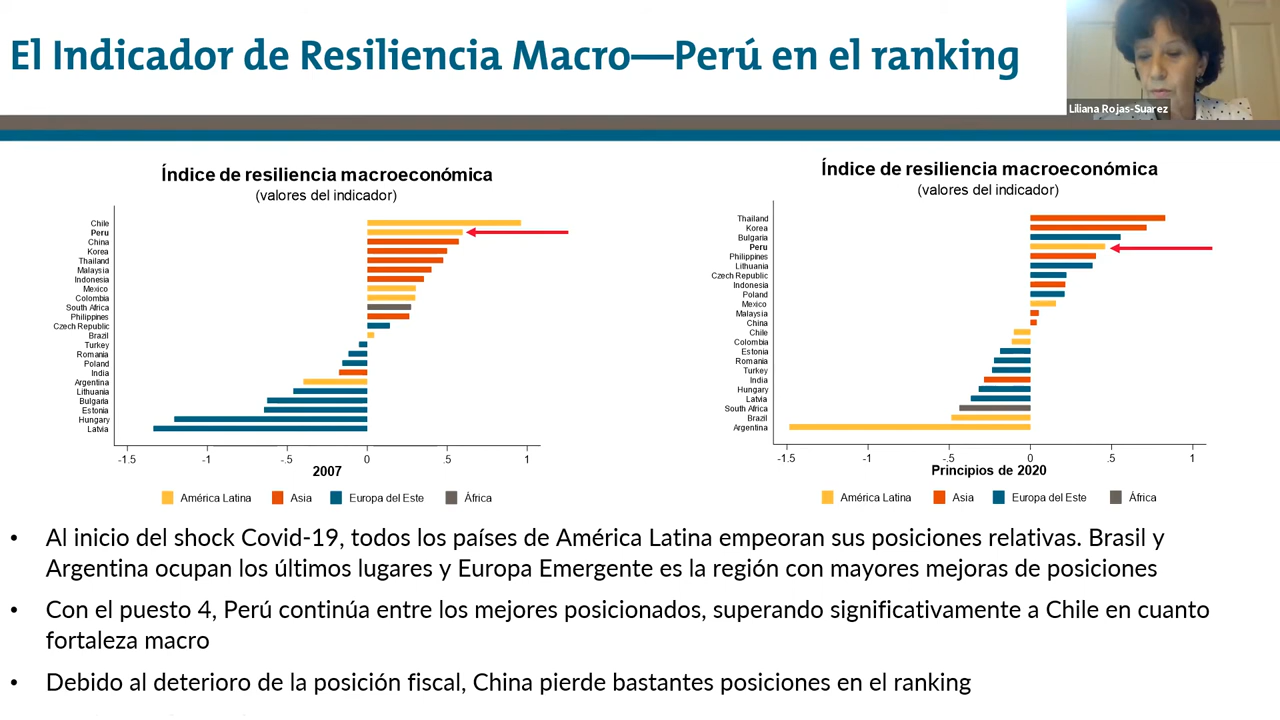 El Indicador de Resiliencia Macro—Perú en el ranking
Liliana Rojas-Suarez
Índice de resiliencia macroeconómica
(valores del indicador)
Chile
Peru
China
Korea
Thailand
Malaysia
Indonesia
Mexico
Colombia
South Africa
Philippines
Czech Republic
Brazil
Turkey
Romania
Poland
India
Argentina
Lithuania
Bulgaria
Estonia
Hungary
Latvia
-1.5 -1 -.5 0 .5 1
2007
América Latina Asia Europa del Este África
Índice de resiliencia macroeconómica
(valores del indicador)
Thailand
Korea
Bulgaria
Peru
Philippines
Lithuania
Czech Republic
Indonesia
Poland
Mexico
Malaysia
China
Chile
Colombia
Estonia
Romania
Turkey
India
Hungary
Latvia
South Africa
Brazil
Argentina
-1.5 -1 -.5 0 .5 1
Principios de 2020
América Latina Asia Europa del Este África
• Al inicio del shock Covid-19, todos los países de América Latina empeoran sus posiciones relativas. Brasil y
Argentina ocupan los últimos lugares y Europa Emergente es la región con mayores mejoras de posiciones
• Con el puesto 4, Perú continúa entre los mejores posicionados, superando significativamente a Chile en cuanto
fortaleza macro
• Debido al deterioro de la posición fiscal, China pierde bastantes posiciones en el ranking